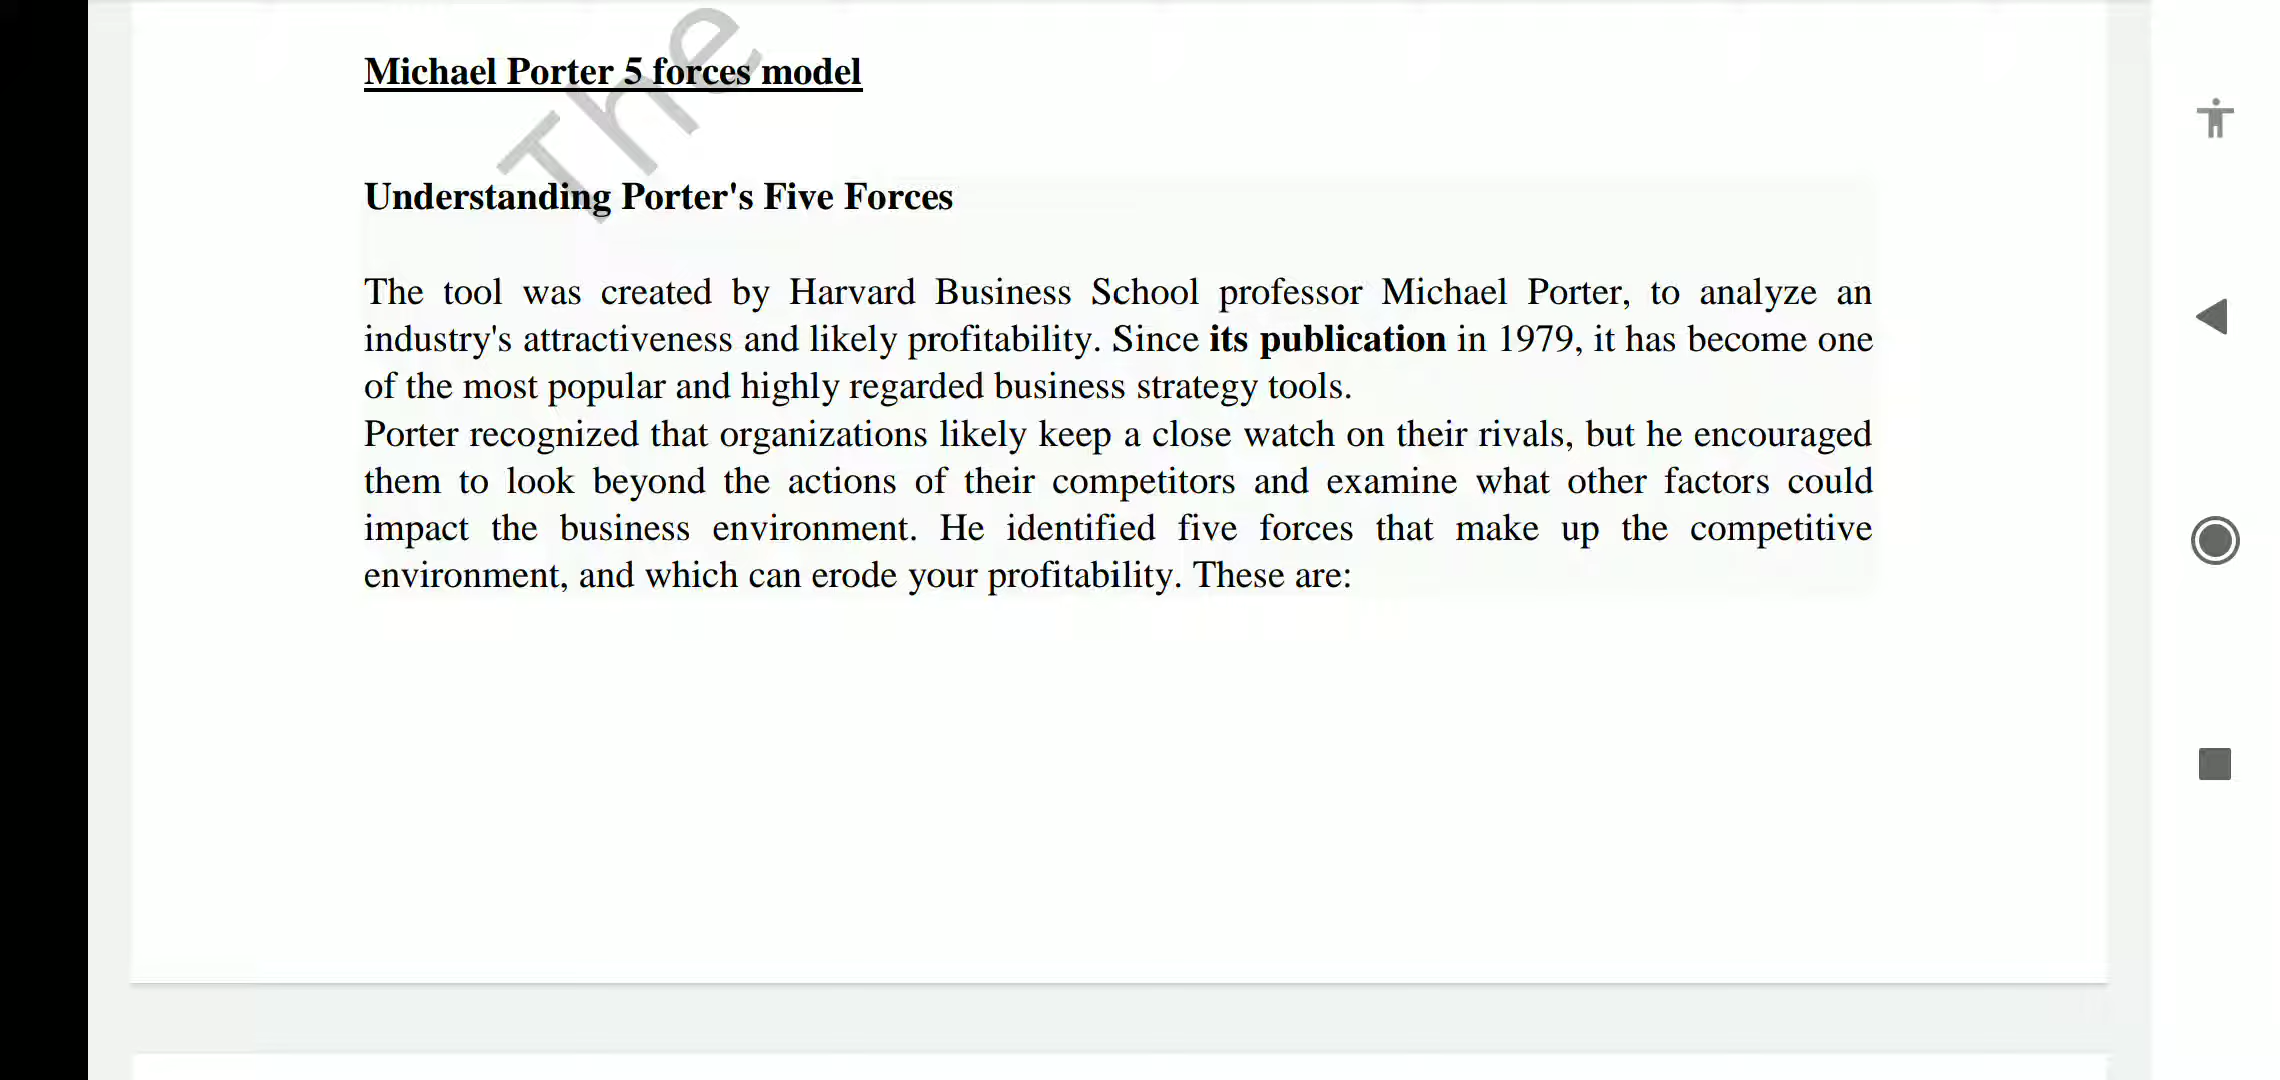 The
Michael Porter 5 forces model
Understanding Porter's Five Forces
The tool was created by Harvard Business School professor Michael Porter, to analyze an
industry's attractiveness and likely profitability. Since its publication in 1979, it has become one
of the most popular and highly regarded business strategy tools.
Porter recognized that organizations likely keep a close watch on their rivals, but he encouraged
them to look beyond the actions of their competitors and examine what other factors could
impact the business environment. He identified five forces that make up the competitive
environment, and which can erode your profitability. These are: